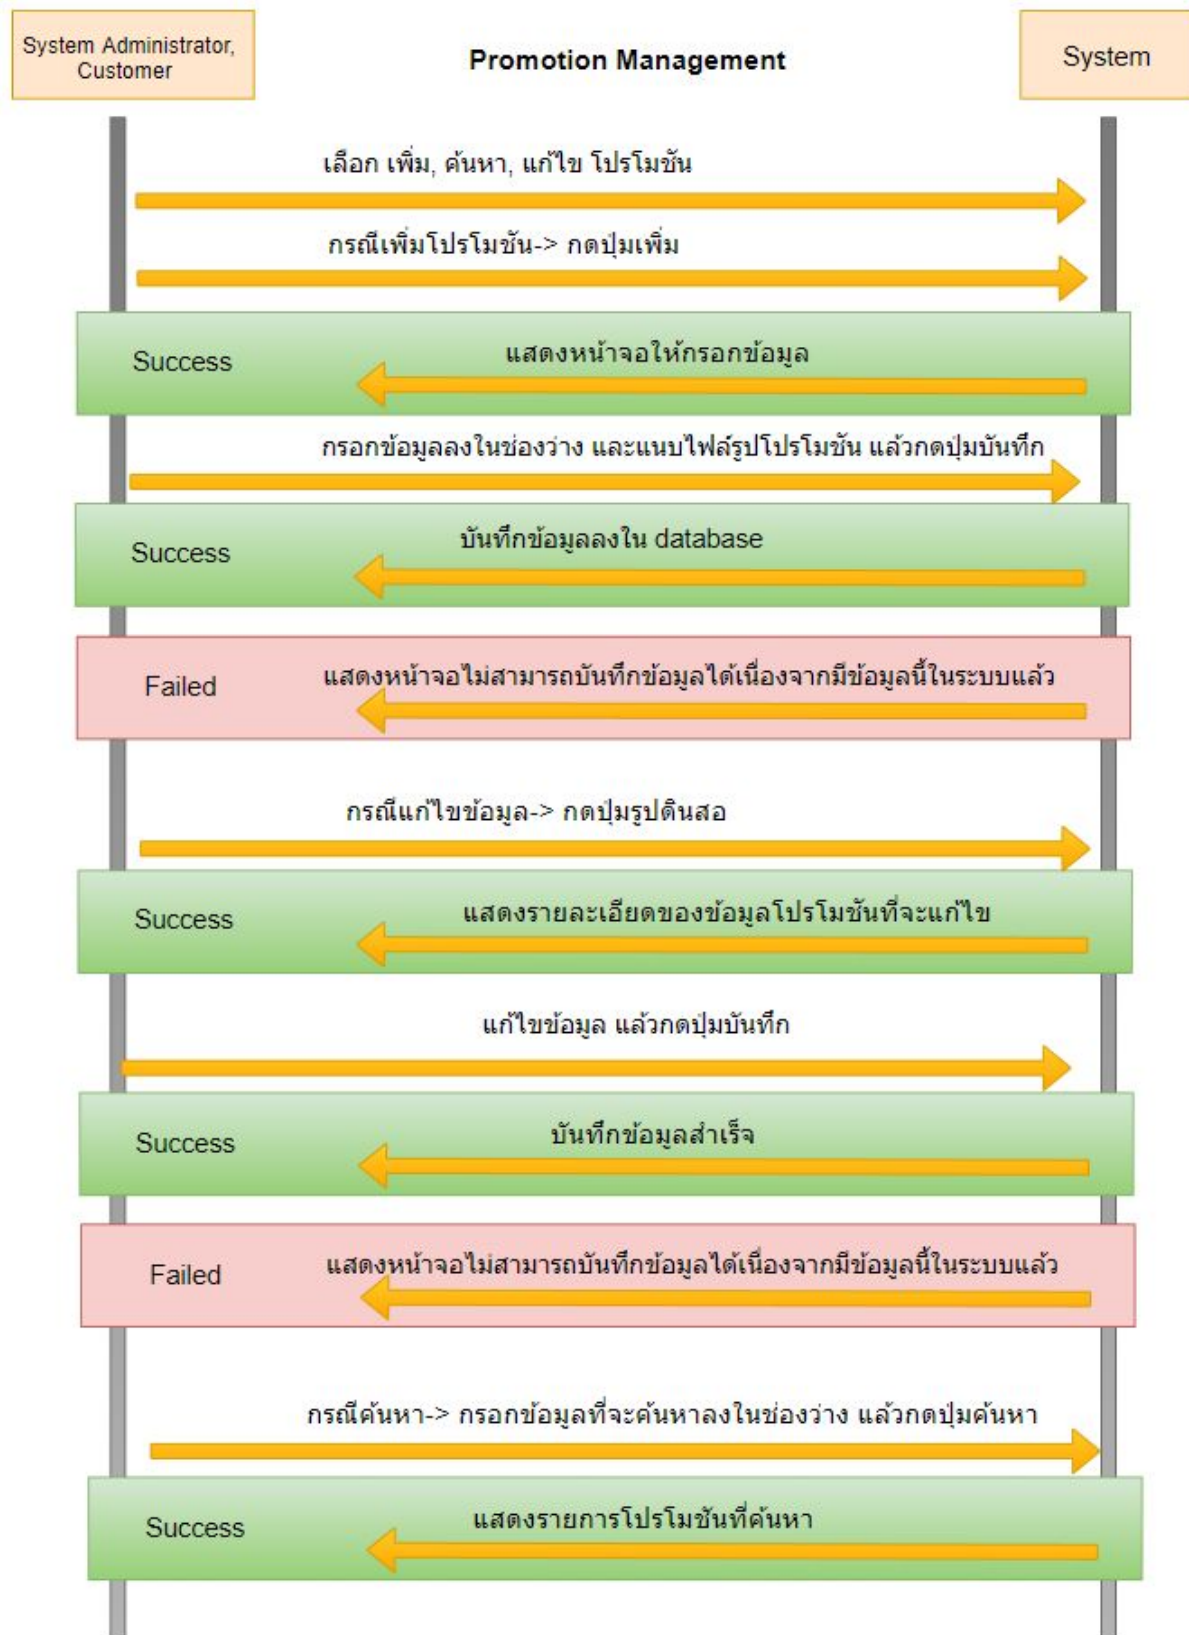 System Administrator,
Customer
Promotion Management
System
เลือก เพิ่ม, ค้นหา, แก้ไข โปรโมชัน
กรณีเพิ่มโปรโมชัน-> กดปุ่มเพิ่ม
Success
แสดงหน้าจอให้กรอกข้อมูล
กรอกข้อมูลลงในช่องว่าง และแนบไฟล์รูปโปรโมชัน แล้วกดปุ่มบันทึก
Success
บันทึกข้อมูลลงใน database
Failed
แสดงหน้าจอไม่สามารถบันทึกข้อมูลได้เนื่องจากมีข้อมูลนี้ในระบบแล้ว
กรณีแก้ไขข้อมูล-> กดปุ่มรูปดินสอ
Success
แสดงรายละเอียดของข้อมูลโปรโมชันที่จะแก้ไข
แก้ไขข้อมูล แล้วกดปุ่มบันทึก
Success
บันทึกข้อมูลสำเร็จ
Failed
แสดงหน้าจอไม่สามารถบันทึกข้อมูลได้เนื่องจากมีข้อมูลนี้ในระบบแล้ว
กรณีค้นหา-> กรอกข้อมูลที่จะค้นหาลงในช่องว่าง แล้วกดปุ่มค้นหา
Success
แสดงรายการโปรโมชันที่ค้นหา